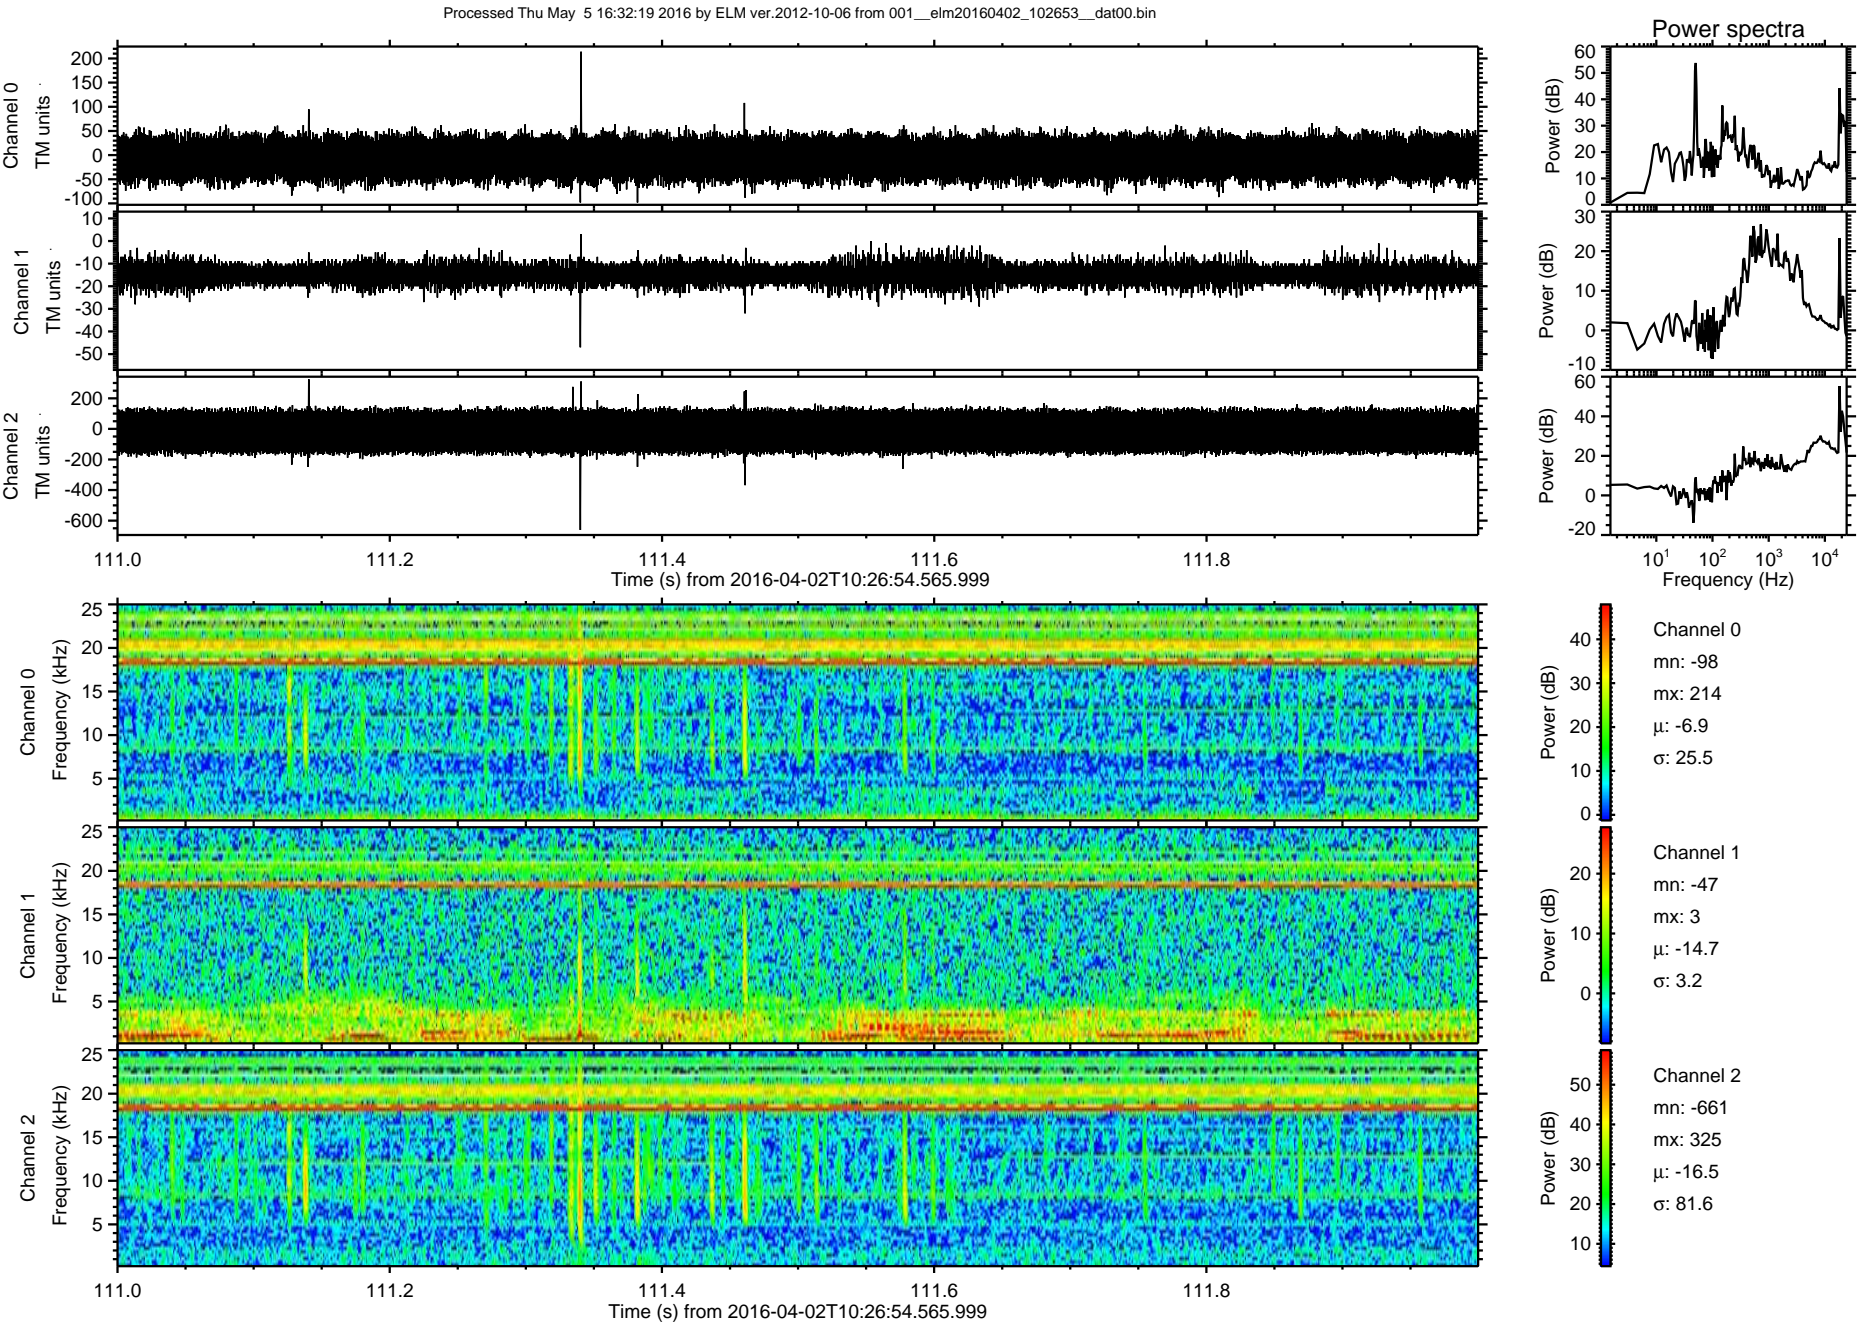 Processed Thu May  5 16:32:19 2016 by ELM ver.2012-10-06 from 001__elm20160402_102653__dat00.bin
Power spectra
Channel 0
TM units
200
150
100
50
0
-50
-100
Power (dB)
60
50
40
30
20
10
0
Channel 1
TM units
10
0
-10
-20
-30
-40
-50
Power (dB)
30
20
10
0
-10
Channel 2
TM units
200
0
-200
-400
-600
Power (dB)
60
40
20
0
-20
111.0 111.2 111.4 111.6 111.8
Time (s) from 2016-04-02T10:26:54.565.999
10¹ 10² 10³ 10⁴
Frequency (Hz)
Channel 0
Frequency (kHz)
25
20
15
10
5
Power (dB)
40
30
20
10
0
Channel 0
mn: -98
mx: 214
μ: -6.9
σ: 25.5
Channel 1
Frequency (kHz)
25
20
15
10
5
Power (dB)
20
10
0
Channel 1
mn: -47
mx: 3
μ: -14.7
σ: 3.2
Channel 2
Frequency (kHz)
25
20
15
10
5
Power (dB)
50
40
30
20
10
Channel 2
mn: -661
mx: 325
μ: -16.5
σ: 81.6
111.0 111.2 111.4 111.6 111.8
Time (s) from 2016-04-02T10:26:54.565.999